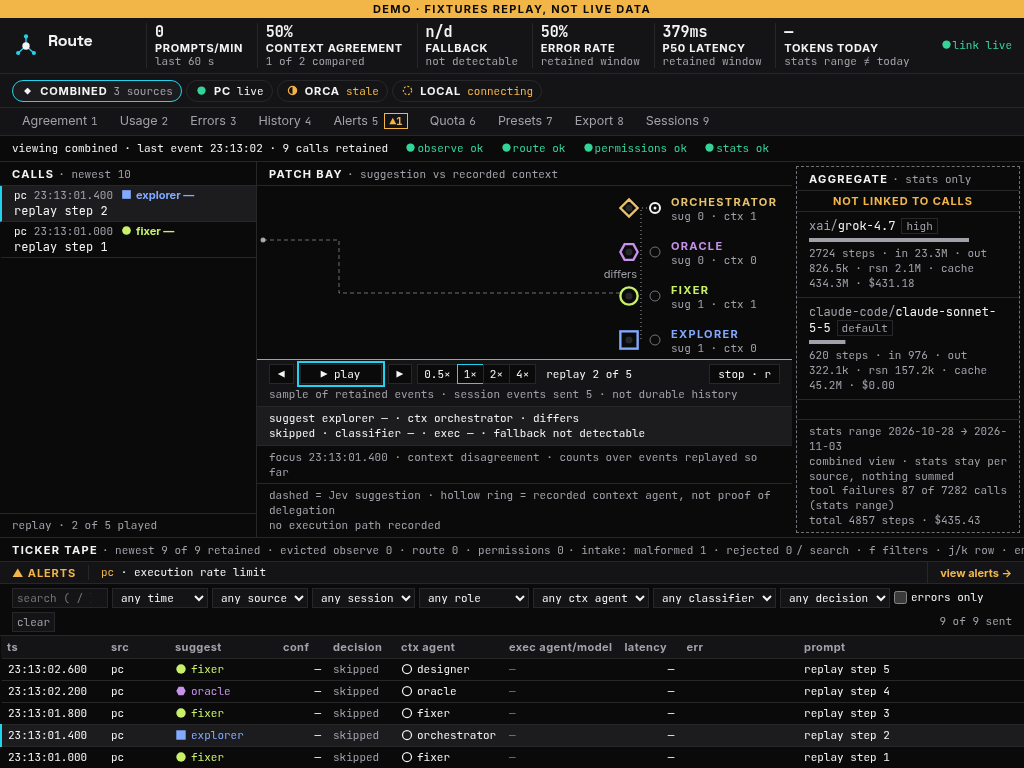 DEMO · FIXTURES REPLAY, NOT LIVE DATA
Route
0
PROMPTS/MIN
last 60 s
50%
CONTEXT AGREEMENT
1 of 2 compared
n/d
FALLBACK
not detectable
50%
ERROR RATE
retained window
379ms
P50 LATENCY
retained window
—
TOKENS TODAY
stats range ≠ today
link live
COMBINED 3 sources
PC live
ORCA stale
LOCAL connecting
Agreement 1
Usage 2
Errors 3
History 4
Alerts 5 ▲1
Quota 6
Presets 7
Export 8
Sessions 9
viewing combined · last event 23:13:02 · 9 calls retained
observe ok
route ok
permissions ok
stats ok
CALLS · newest 10
pc 23:13:01.400 explorer —
replay step 2
pc 23:13:01.000 fixer —
replay step 1
replay · 2 of 5 played
PATCH BAY · suggestion vs recorded context
ORCHESTRATOR
sug 0 · ctx 1
ORACLE
sug 0 · ctx 0
differs
FIXER
sug 1 · ctx 1
EXPLORER
sug 1 · ctx 0
◄ ► play ► 0.5× 1× 2× 4× replay 2 of 5 stop · r
sample of retained events · session events sent 5 · not durable history
suggest explorer — · ctx orchestrator · differs
skipped · classifier — · exec — · fallback not detectable
focus 23:13:01.400 · context disagreement · counts over events replayed so
far
dashed = Jev suggestion · hollow ring = recorded context agent, not proof of
delegation
no execution path recorded
AGGREGATE · stats only
NOT LINKED TO CALLS
xai/grok-4.7 high
2724 steps · in 23.3M · out
826.5k · rsn 2.1M · cache
434.3M · $431.18
claude-code/claude-sonnet-
5-5 default
620 steps · in 976 · out
322.1k · rsn 157.2k · cache
45.2M · $0.00
stats range 2026-10-28 → 2026-
11-03
combined view · stats stay per
source, nothing summed
tool failures 87 of 7282 calls
(stats range)
total 4857 steps · $435.43
TICKER TAPE · newest 9 of 9 retained · evicted observe 0 · route 0 · permissions 0 · intake: malformed 1 · rejected 0 / search · f filters · j/k row ·
▲ ALERTS pc · execution rate limit view alerts →
search ( / any time any source any session any role any ctx agent any classifier any decision errors only
clear 9 of 9 sent
ts src suggest conf decision ctx agent exec agent/model latency err prompt
23:13:02.600 pc fixer — skipped designer — — replay step 5
23:13:02.200 pc oracle — skipped oracle — — replay step 4
23:13:01.800 pc fixer — skipped fixer — — replay step 3
23:13:01.400 pc explorer — skipped orchestrator — — replay step 2
23:13:01.000 pc fixer — skipped fixer — — replay step 1